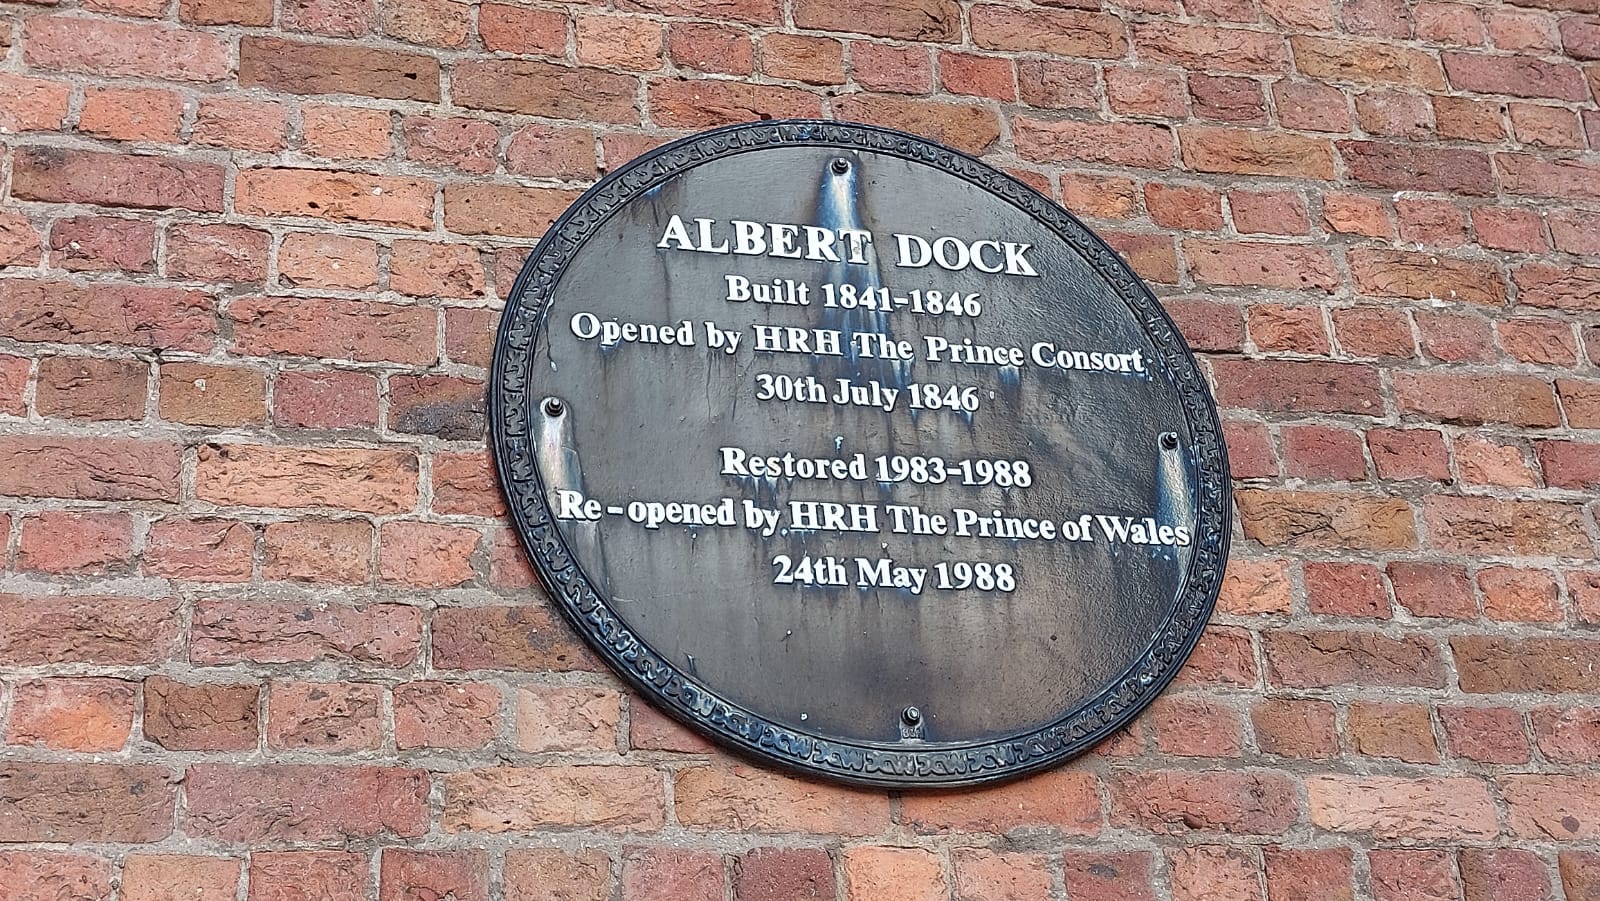 ALBERT DOCK
Built 1841-1846
Opened by HRH The Prince Consort
30th July 1846
Restored 1983-1988
Re-opened by HRH The Prince of Wales
24th May 1988